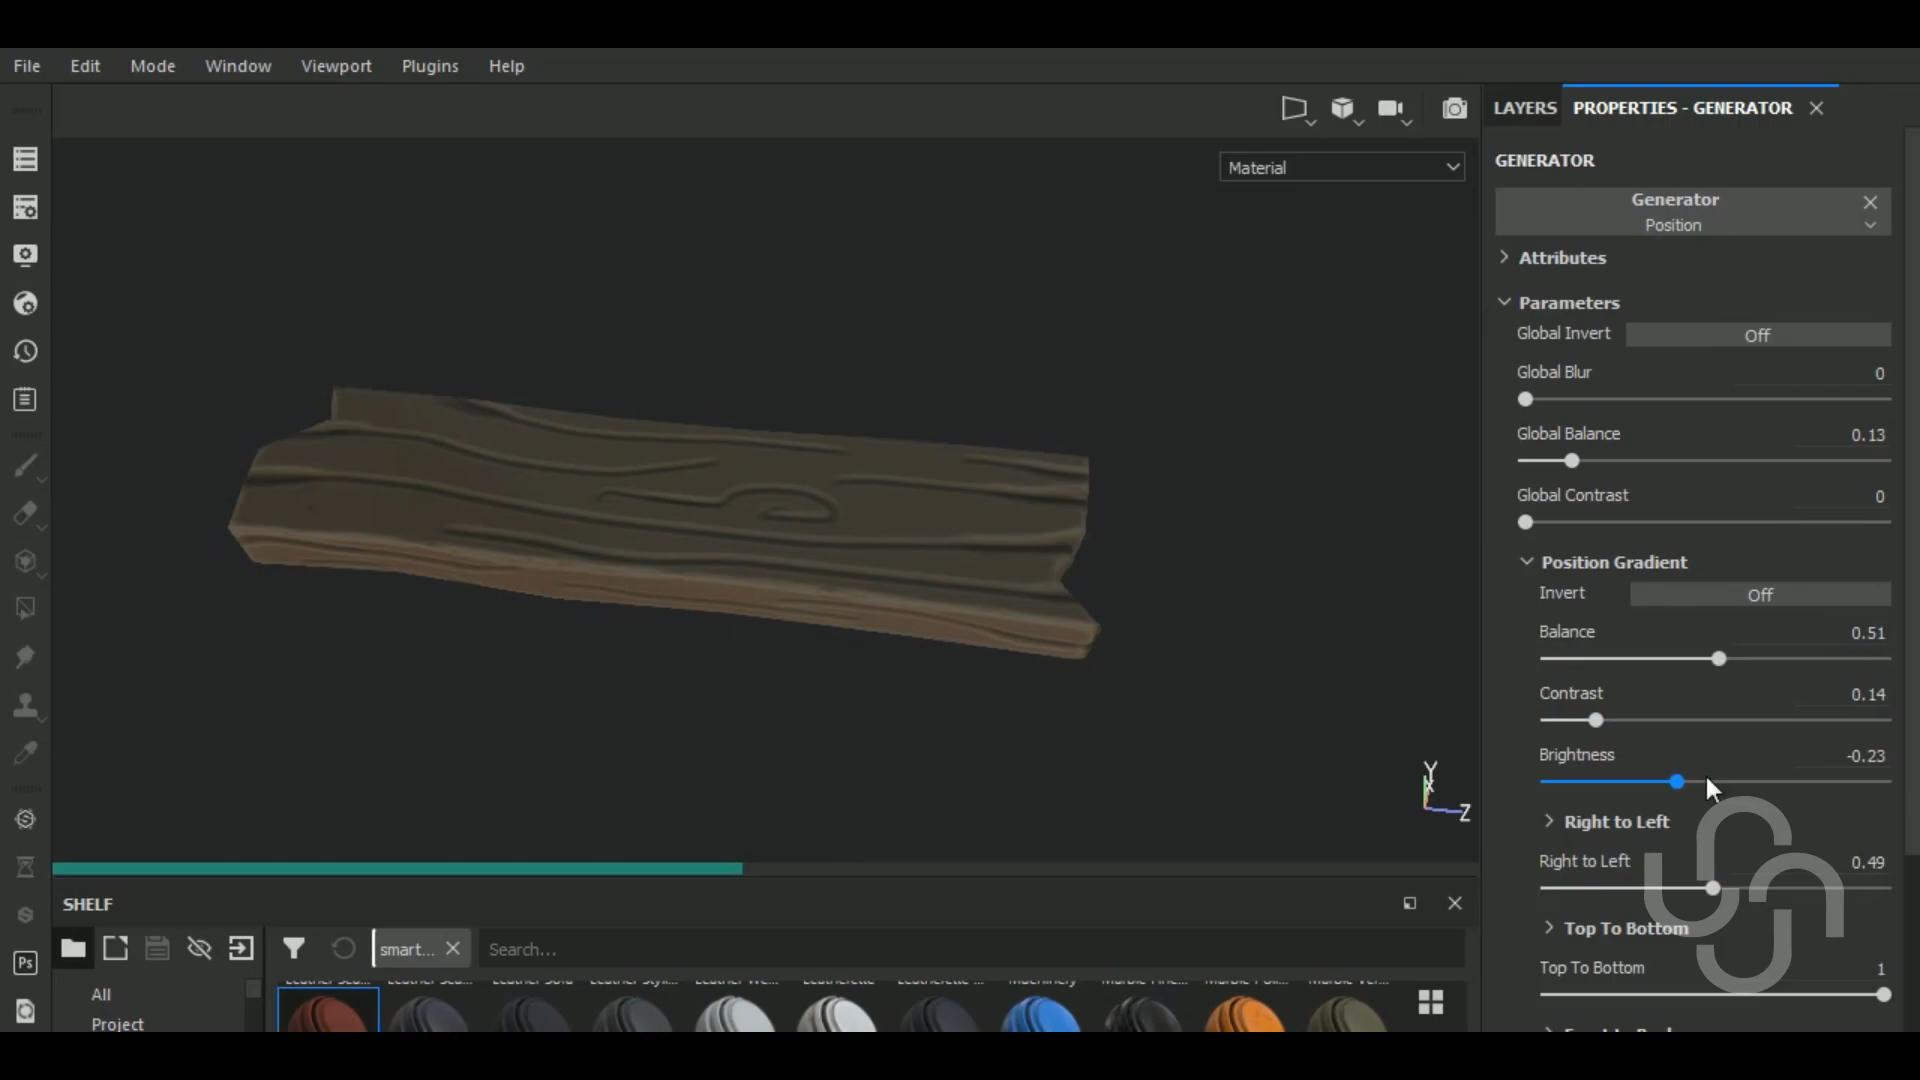 File Edit Mode Window Viewport Plugins Help
LAYERS PROPERTIES - GENERATOR
Material
GENERATOR
Generator
Position
Attributes
Parameters
Global Invert Off
Global Blur 0
Global Balance 0.13
Global Contrast 0
Position Gradient
Invert Off
Balance 0.51
Contrast 0.14
Brightness -0.23
Right to Left
Right to Left 0.49
Top To Bottom
Top To Bottom 1
Y
X
Z
SHELF
smart... Search...
Ps
All
Project